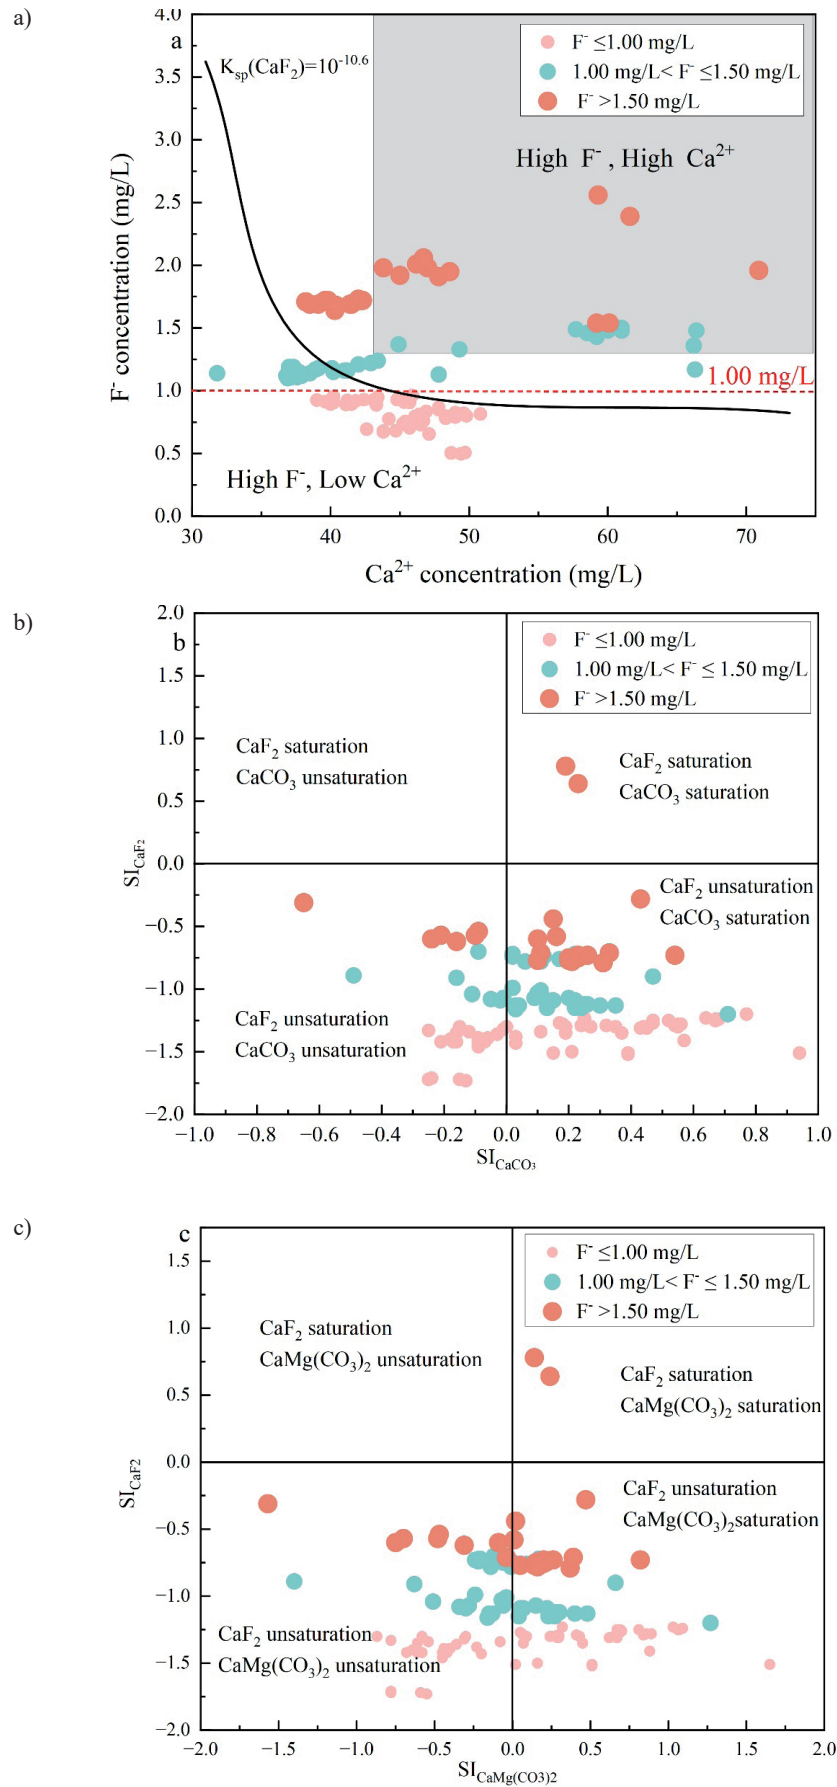 a)
a
K_sp(CaF₂)=10^-10.6
F⁻ ≤1.00 mg/L
1.00 mg/L< F⁻ ≤1.50 mg/L
F⁻ >1.50 mg/L
High F⁻ , High Ca²⁺
1.00 mg/L
High F⁻, Low Ca²⁺
F⁻ concentration (mg/L)
4.0
3.5
3.0
2.5
2.0
1.5
1.0
0.5
0.0
30 40 50 60 70
Ca²⁺ concentration (mg/L)
b)
b
F⁻ ≤1.00 mg/L
1.00 mg/L< F⁻ ≤ 1.50 mg/L
F⁻ >1.50 mg/L
CaF₂ saturation
CaCO₃ unsaturation
CaF₂ saturation
CaCO₃ saturation
CaF₂ unsaturation
CaCO₃ saturation
CaF₂ unsaturation
CaCO₃ unsaturation
SI_CaF₂
2.0
1.5
1.0
0.5
0.0
−0.5
−1.0
−1.5
−2.0
−1.0 −0.8 −0.6 −0.4 −0.2 0.0 0.2 0.4 0.6 0.8 1.0
SI_CaCO₃
c)
c
F⁻ ≤1.00 mg/L
1.00 mg/L< F⁻ ≤ 1.50 mg/L
F⁻ >1.50 mg/L
CaF₂ saturation
CaMg(CO₃)₂ unsaturation
CaF₂ saturation
CaMg(CO₃)₂ saturation
CaF₂ unsaturation
CaMg(CO₃)₂saturation
CaF₂ unsaturation
CaMg(CO₃)₂ unsaturation
SI_CaF2
1.5
1.0
0.5
0.0
−0.5
−1.0
−1.5
−2.0
−2.0 −1.5 −1.0 −0.5 0.0 0.5 1.0 1.5 2.0
SI_CaMg(CO3)2